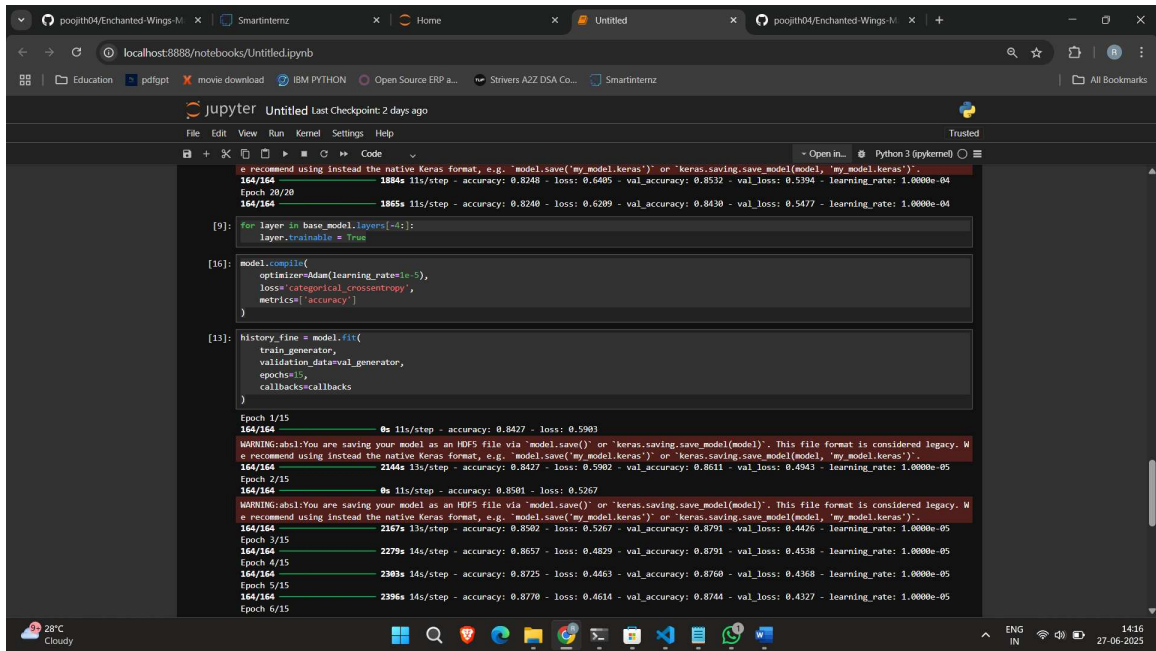 poojith04/Enchanted-Wings-M
Smartinternz
Home
Untitled
poojith04/Enchanted-Wings-M
localhost:8888/notebooks/Untitled.ipynb
Education
pdfgpt
movie download
IBM PYTHON
Open Source ERP a...
Strivers A2Z DSA Co...
Smartinternz
All Bookmarks
jupyter Untitled Last Checkpoint: 2 days ago
File Edit View Run Kernel Settings Help
Trusted
Code
Open in...
Python 3 (ipykernel)
e recommend using instead the native Keras format, e.g. `model.save('my_model.keras')` or `keras.saving.save_model(model, 'my_model.keras')`.
164/164 1884s 11s/step - accuracy: 0.8248 - loss: 0.6405 - val_accuracy: 0.8532 - val_loss: 0.5394 - learning_rate: 1.0000e-04
Epoch 20/20
164/164 1865s 11s/step - accuracy: 0.8240 - loss: 0.6209 - val_accuracy: 0.8430 - val_loss: 0.5477 - learning_rate: 1.0000e-04
[9]: for layer in base_model.layers[-4:]:
layer.trainable = True
[16]: model.compile(
optimizer=Adam(learning_rate=1e-5),
loss='categorical_crossentropy',
metrics=['accuracy']
)
[13]: history_fine = model.fit(
train_generator,
validation_data=val_generator,
epochs=15,
callbacks=callbacks
)
Epoch 1/15
164/164 0s 11s/step - accuracy: 0.8427 - loss: 0.5903
WARNING:absl:You are saving your model as an HDF5 file via `model.save()` or `keras.saving.save_model(model)`. This file format is considered legacy. W
e recommend using instead the native Keras format, e.g. `model.save('my_model.keras')` or `keras.saving.save_model(model, 'my_model.keras')`.
164/164 2144s 13s/step - accuracy: 0.8427 - loss: 0.5902 - val_accuracy: 0.8611 - val_loss: 0.4943 - learning_rate: 1.0000e-05
Epoch 2/15
164/164 0s 11s/step - accuracy: 0.8501 - loss: 0.5267
WARNING:absl:You are saving your model as an HDF5 file via `model.save()` or `keras.saving.save_model(model)`. This file format is considered legacy. W
e recommend using instead the native Keras format, e.g. `model.save('my_model.keras')` or `keras.saving.save_model(model, 'my_model.keras')`.
164/164 2167s 13s/step - accuracy: 0.8502 - loss: 0.5267 - val_accuracy: 0.8791 - val_loss: 0.4426 - learning_rate: 1.0000e-05
Epoch 3/15
164/164 2279s 14s/step - accuracy: 0.8657 - loss: 0.4829 - val_accuracy: 0.8791 - val_loss: 0.4538 - learning_rate: 1.0000e-05
Epoch 4/15
164/164 2303s 14s/step - accuracy: 0.8725 - loss: 0.4463 - val_accuracy: 0.8760 - val_loss: 0.4368 - learning_rate: 1.0000e-05
Epoch 5/15
164/164 2396s 14s/step - accuracy: 0.8770 - loss: 0.4614 - val_accuracy: 0.8744 - val_loss: 0.4327 - learning_rate: 1.0000e-05
Epoch 6/15
28°C
Cloudy
ENG
IN
14:16
27-06-2025